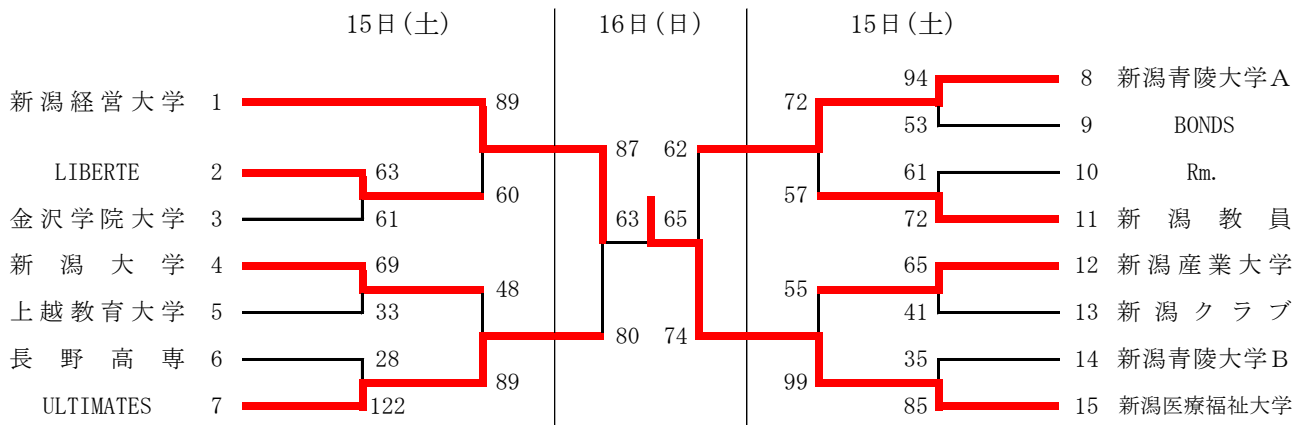 15日(土) 16日(日) 15日(土)
新潟経営大学 1 89
LIBERTE 2 63
60
金沢学院大学 3 61
新潟大学 4 69
48
上越教育大学 5 33
長野高専 6 28
89
ULTIMATES 7 122
87 62
63 65
80 74
94 8 新潟青陵大学A
72
53 9 BONDS
61 10 Rm.
57
72 11 新潟教員
65 12 新潟産業大学
55
41 13 新潟クラブ
35 14 新潟青陵大学B
99
85 15 新潟医療福祉大学